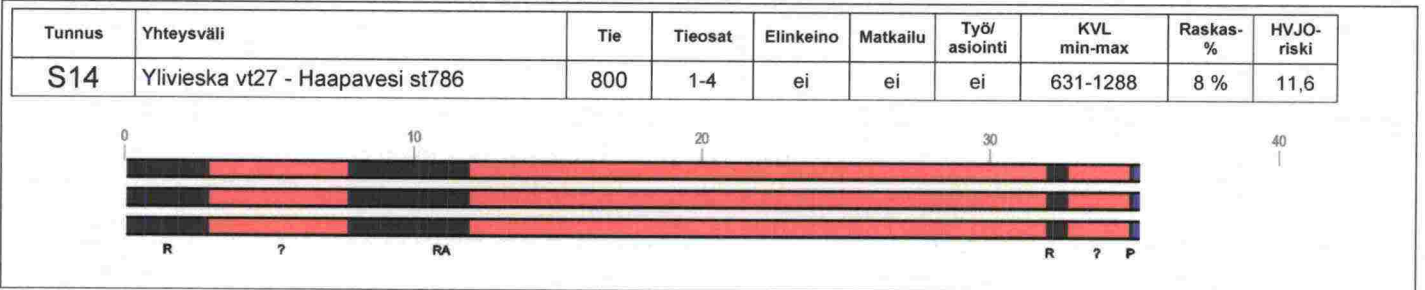 Tunnus Yhteysväli Tie Tieosat Elinkeino Matkailu Työ/asiointi KVL min-max Raskas-% HVJO-riski
S14 Ylivieska vt27 - Haapavesi st786 800 1-4 ei ei ei 631-1288 8 % 11,6
0 10 20 30 40
R ? RA R ? P